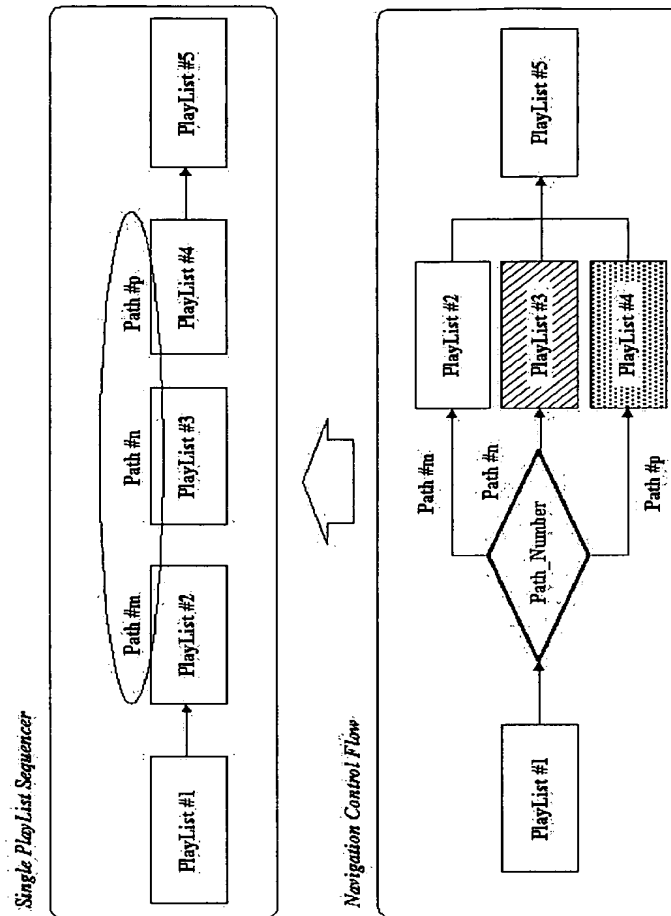 Single PlayList Sequencer
Path #m
Path #n
Path #p
PlayList #1
PlayList #2
PlayList #3
PlayList #4
PlayList #5
Navigation Control Flow
PlayList #1
Path_Number
Path #m
Path #n
Path #p
PlayList #2
PlayList #3
PlayList #4
PlayList #5